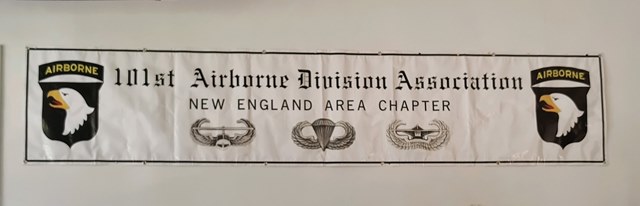 AIRBORNE
101st Airborne Division Association
AIRBORNE
NEW ENGLAND AREA CHAPTER